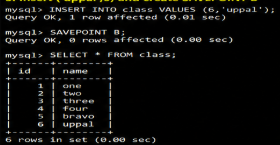 mysql> INSERT INTO class VALUES (6,'uppal');
Query OK, 1 row affected (0.01 sec)
mysql> SAVEPOINT B;
Query OK, 0 rows affected (0.00 sec)
mysql> SELECT * FROM class;
+------+-------+
| id | name |
+------+-------+
| 1 | one |
| 2 | two |
| 3 | three |
| 4 | four |
| 5 | bravo |
| 6 | uppal |
+------+-------+
6 rows in set (0.00 sec)